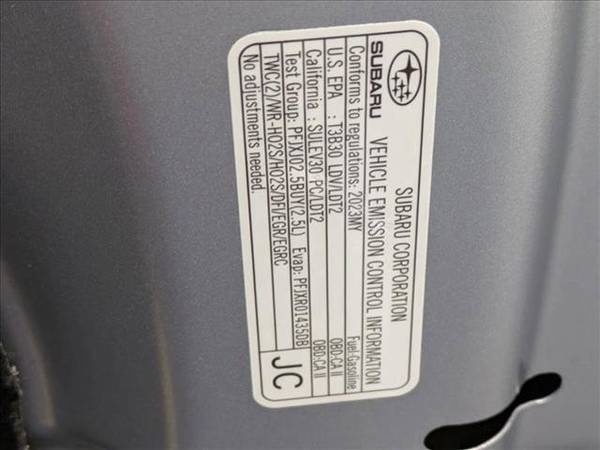 SUBARU CORPORATION
SUBARU VEHICLE EMISSION CONTROL INFORMATION
Conforms to regulations: 2023MY Fuel:Gasoline
U.S. EPA : T3B30 LDV/LDT2 OBD:CA II
California : SULEV30 PC/LDT2 OBD:CA II
Test Group: PFJXJ02.5BUY(2.5L) Evap: PFJXR01435DB
TWC(2)/WR-HO2S/HO2S/DFI/EGR/EGRC
No adjustments needed.
JC